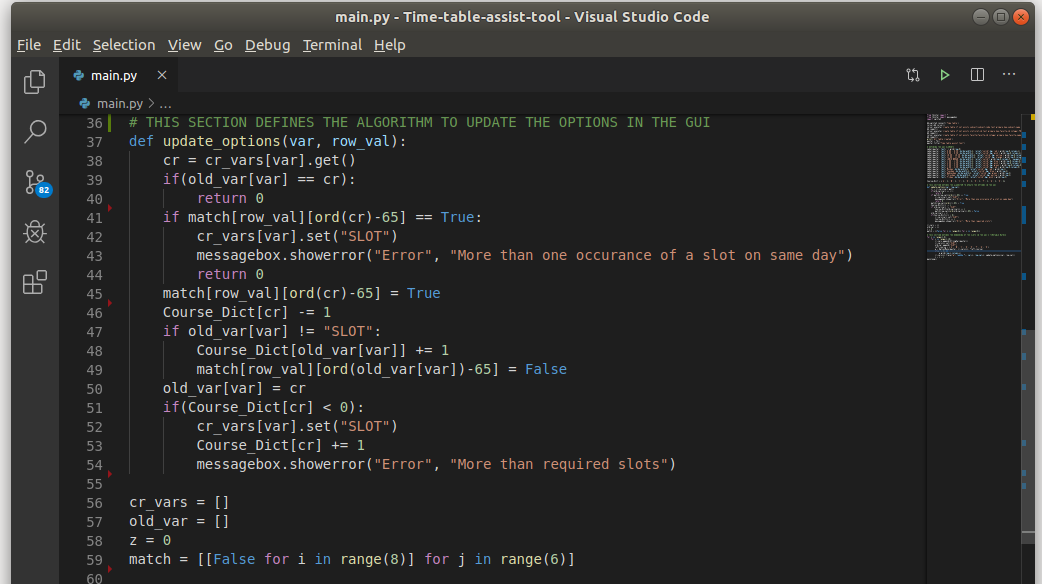 main.py - Time-table-assist-tool - Visual Studio Code
File Edit Selection View Go Debug Terminal Help
main.py
main.py > ...
82
36 # THIS SECTION DEFINES THE ALGORITHM TO UPDATE THE OPTIONS IN THE GUI
37 def update_options(var, row_val):
38     cr = cr_vars[var].get()
39     if(old_var[var] == cr):
40         return 0
41     if match[row_val][ord(cr)-65] == True:
42         cr_vars[var].set("SLOT")
43         messagebox.showerror("Error", "More than one occurance of a slot on same day")
44         return 0
45     match[row_val][ord(cr)-65] = True
46     Course_Dict[cr] -= 1
47     if old_var[var] != "SLOT":
48         Course_Dict[old_var[var]] += 1
49         match[row_val][ord(old_var[var])-65] = False
50     old_var[var] = cr
51     if(Course_Dict[cr] < 0):
52         cr_vars[var].set("SLOT")
53         Course_Dict[cr] += 1
54         messagebox.showerror("Error", "More than required slots")
55
56 cr_vars = []
57 old_var = []
58 z = 0
59 match = [[False for i in range(8)] for j in range(6)]
60